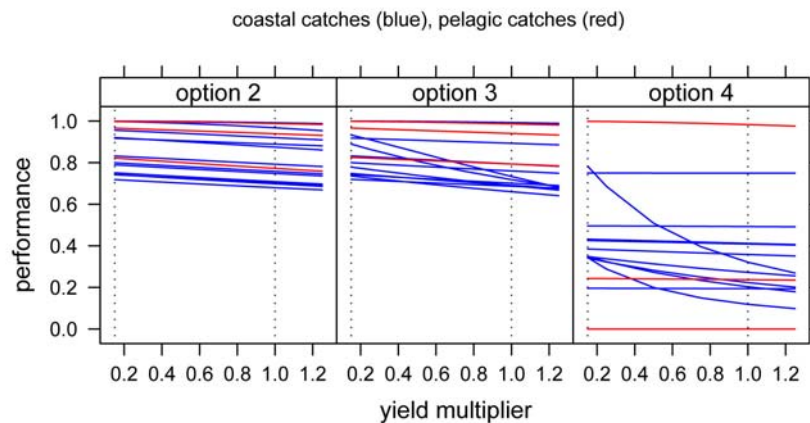 coastal catches (blue), pelagic catches (red)
option 2 option 3 option 4
performance
1.0
0.8
0.6
0.4
0.2
0.0
0.2 0.4 0.6 0.8 1.0 1.2 0.2 0.4 0.6 0.8 1.0 1.2 0.2 0.4 0.6 0.8 1.0 1.2
yield multiplier